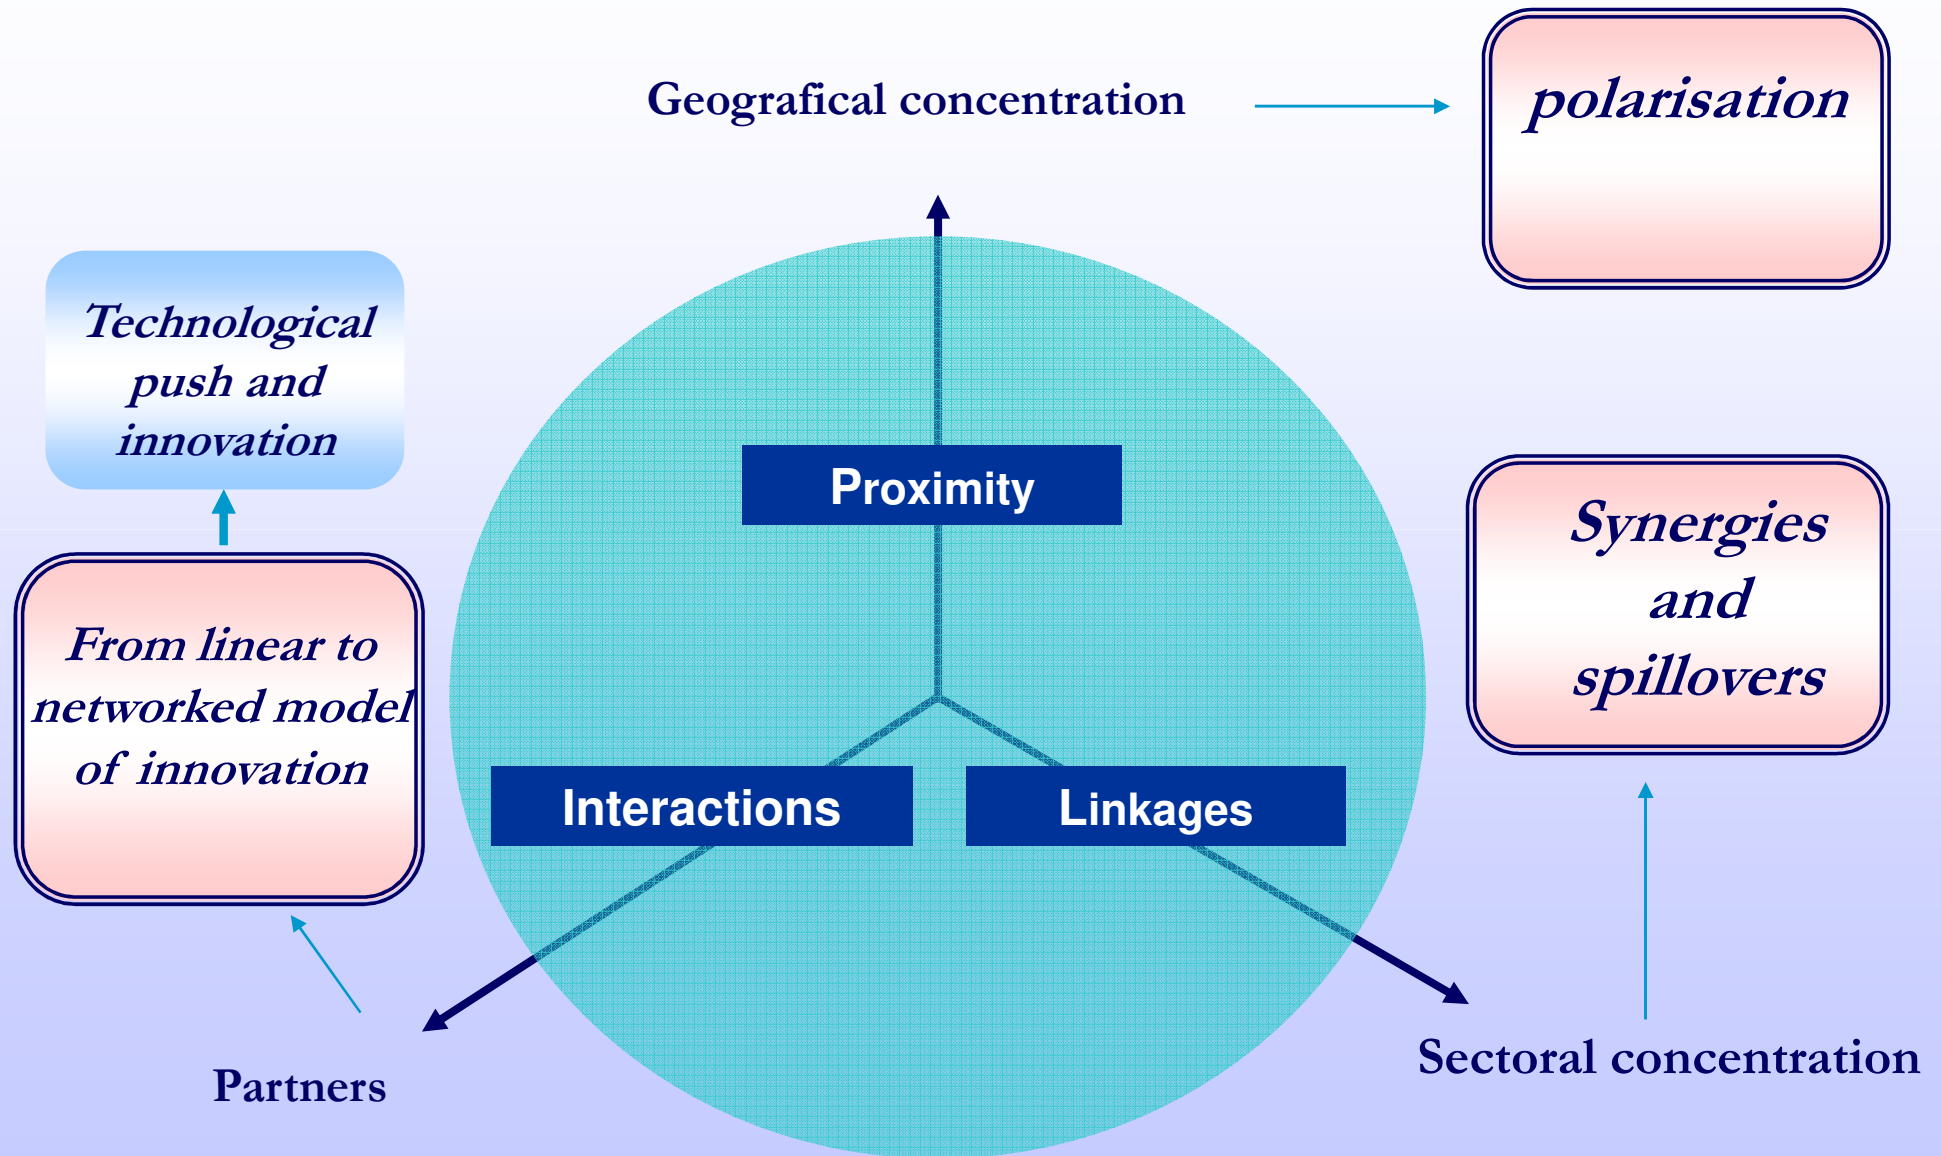 Geografical concentration
polarisation
Technological
push and
innovation
Proximity
Synergies
and
spillovers
From linear to
networked model
of innovation
Interactions
Linkages
Partners
Sectoral concentration